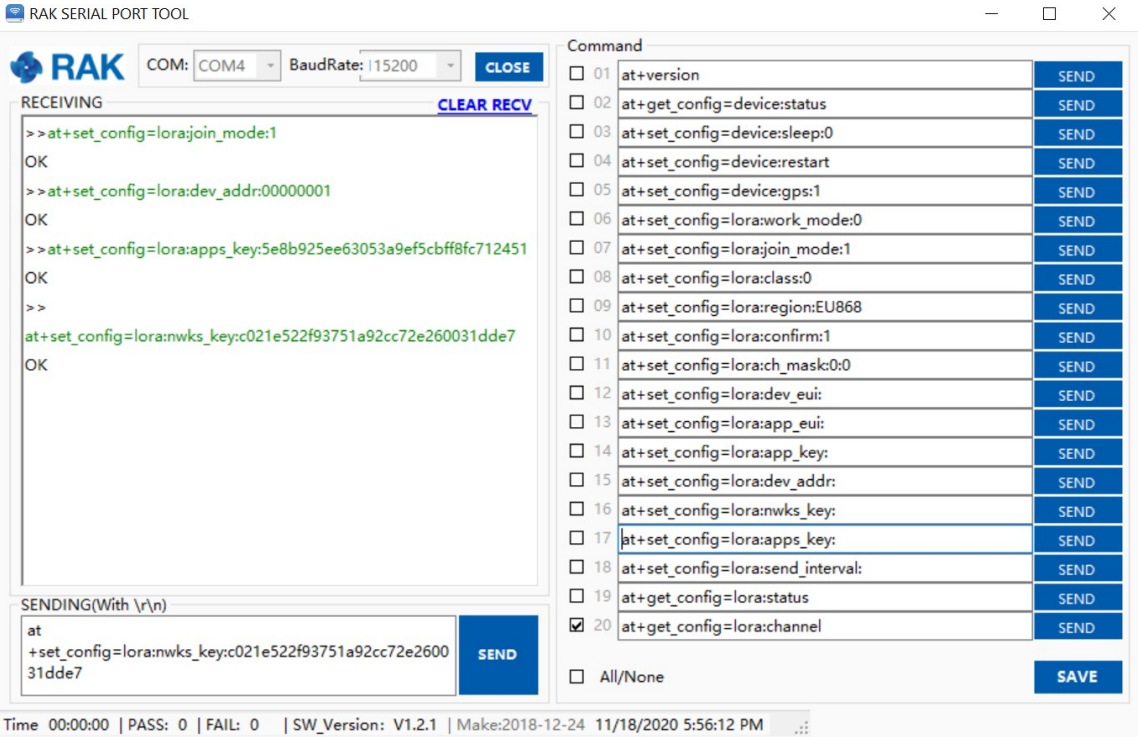 RAK SERIAL PORT TOOL
RAK COM: COM4 BaudRate: 115200 CLOSE
RECEIVING CLEAR RECV
>>at+set_config=lora:join_mode:1
OK
>>at+set_config=lora:dev_addr:00000001
OK
>>at+set_config=lora:apps_key:5e8b925ee63053a9ef5cbff8fc712451
OK
>>
at+set_config=lora:nwks_key:c021e522f93751a92cc72e260031dde7
OK
SENDING(With \r\n)
at
+set_config=lora:nwks_key:c021e522f93751a92cc72e2600
31dde7
SEND
Command
01 at+version SEND
02 at+get_config=device:status SEND
03 at+set_config=device:sleep:0 SEND
04 at+set_config=device:restart SEND
05 at+set_config=device:gps:1 SEND
06 at+set_config=lora:work_mode:0 SEND
07 at+set_config=lora:join_mode:1 SEND
08 at+set_config=lora:class:0 SEND
09 at+set_config=lora:region:EU868 SEND
10 at+set_config=lora:confirm:1 SEND
11 at+set_config=lora:ch_mask:0:0 SEND
12 at+set_config=lora:dev_eui: SEND
13 at+set_config=lora:app_eui: SEND
14 at+set_config=lora:app_key: SEND
15 at+set_config=lora:dev_addr: SEND
16 at+set_config=lora:nwks_key: SEND
17 at+set_config=lora:apps_key: SEND
18 at+set_config=lora:send_interval: SEND
19 at+get_config=lora:status SEND
20 at+get_config=lora:channel SEND
All/None SAVE
Time 00:00:00 | PASS: 0 | FAIL: 0 | SW_Version: V1.2.1 | Make:2018-12-24 11/18/2020 5:56:12 PM